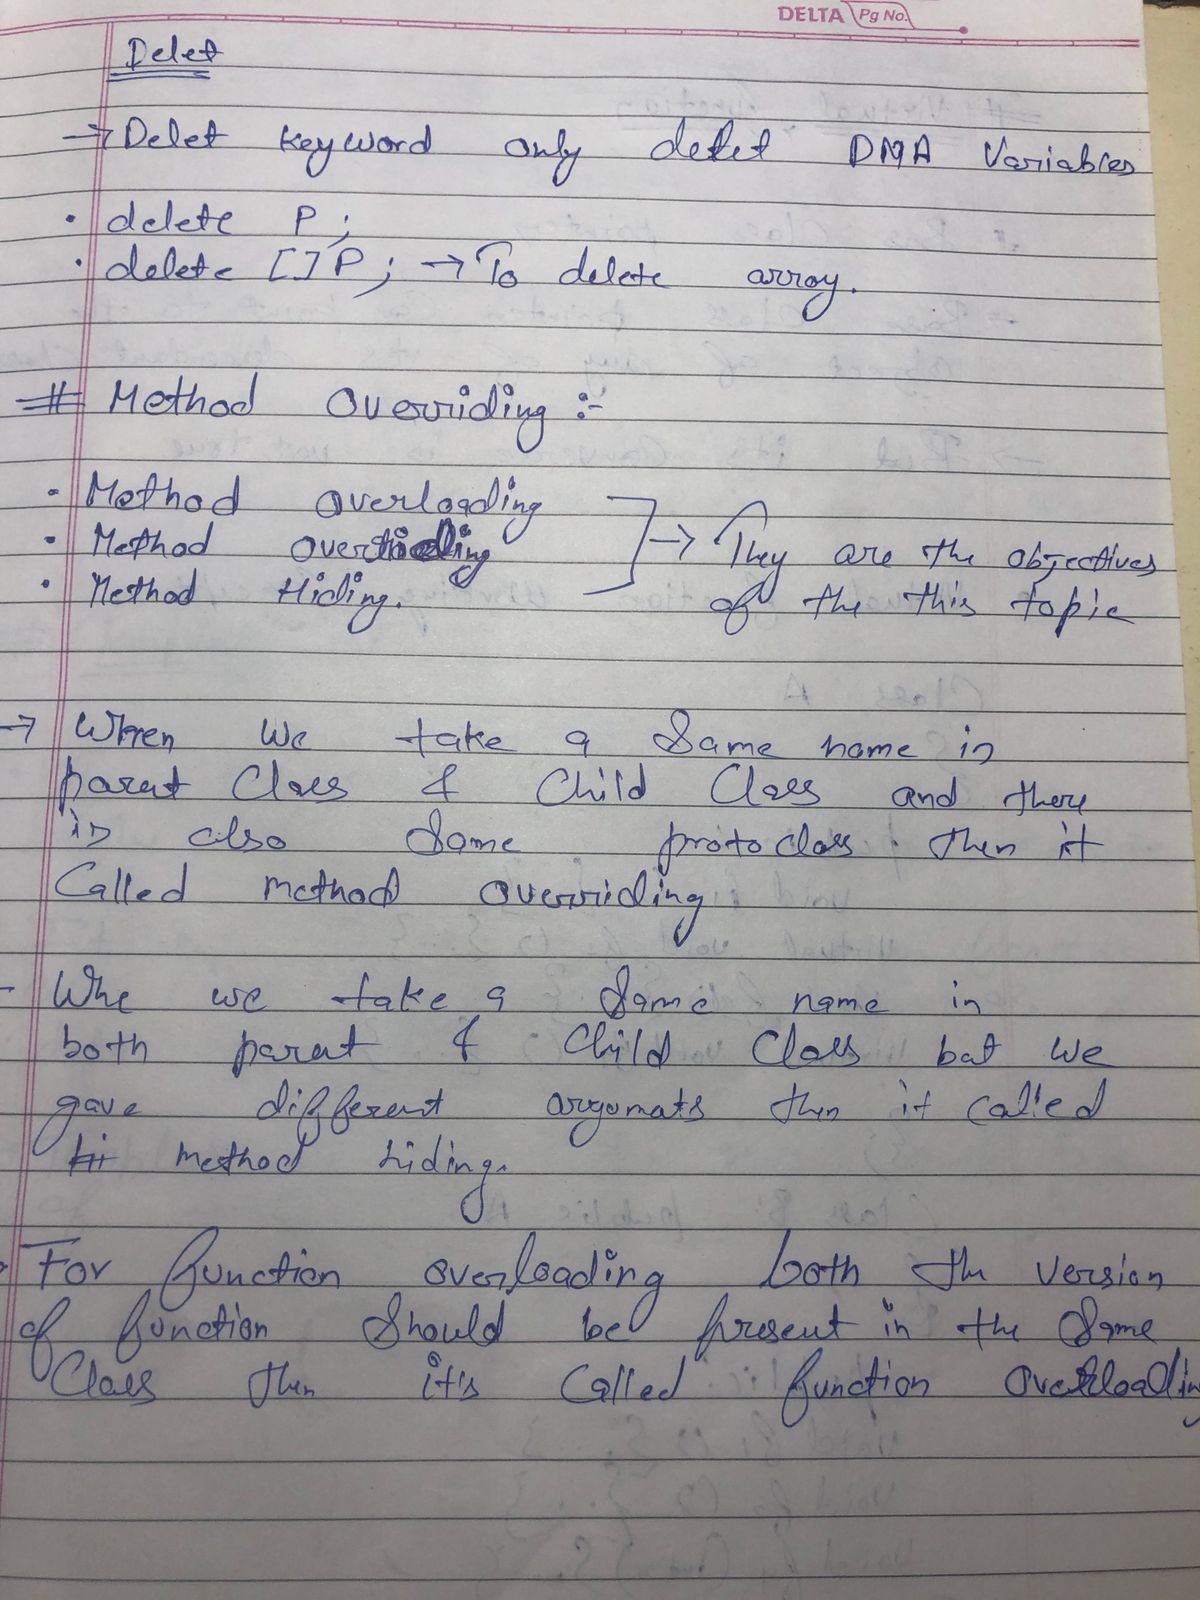 DELTA Pg No.
Delet
→ Delet keyword only delet DMA Variables
• delete P;
• delete []P; → To delete array.
# Method Overriding :-
• Method overloading
• Method overriding
• Method Hiding.
→ They are the objectives
of the this topic
→ When we take a Same name in
parent Class & Child Class and there
is also Same protoclass then it
Called method overriding
- Whe we take a Same name in
both parent & Child Class but we
gave different argumats then it called
method hiding.
• For function overloading both the version
of function Should be present in the Same
Class then it's Called function Overloadin